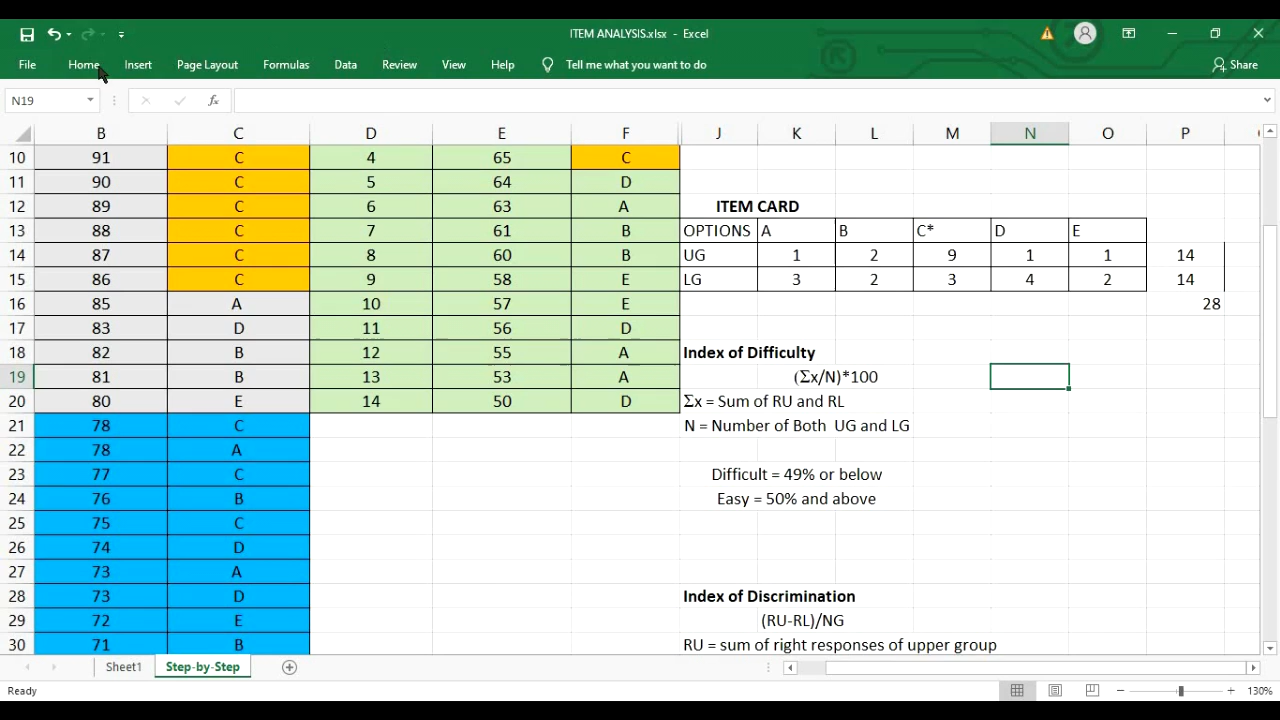 ITEM ANALYSIS.xlsx - Excel
File Home Insert Page Layout Formulas Data Review View Help Tell me what you want to do Share
N19 fx
B C D E F J K L M N O P
10 91 C 4 65 C
11 90 C 5 64 D
12 89 C 6 63 A ITEM CARD
13 88 C 7 61 B OPTIONS A B C* D E
14 87 C 8 60 B UG 1 2 9 1 1 14
15 86 C 9 58 E LG 3 2 3 4 2 14
16 85 A 10 57 E 28
17 83 D 11 56 D
18 82 B 12 55 A Index of Difficulty
19 81 B 13 53 A (Σx/N)*100
20 80 E 14 50 D Σx = Sum of RU and RL
21 78 C N = Number of Both UG and LG
22 78 A
23 77 C Difficult = 49% or below
24 76 B Easy = 50% and above
25 75 C
26 74 D
27 73 A
28 73 D Index of Discrimination
29 72 E (RU-RL)/NG
30 71 B RU = sum of right responses of upper group
Sheet1 Step-by-Step
Ready 130%